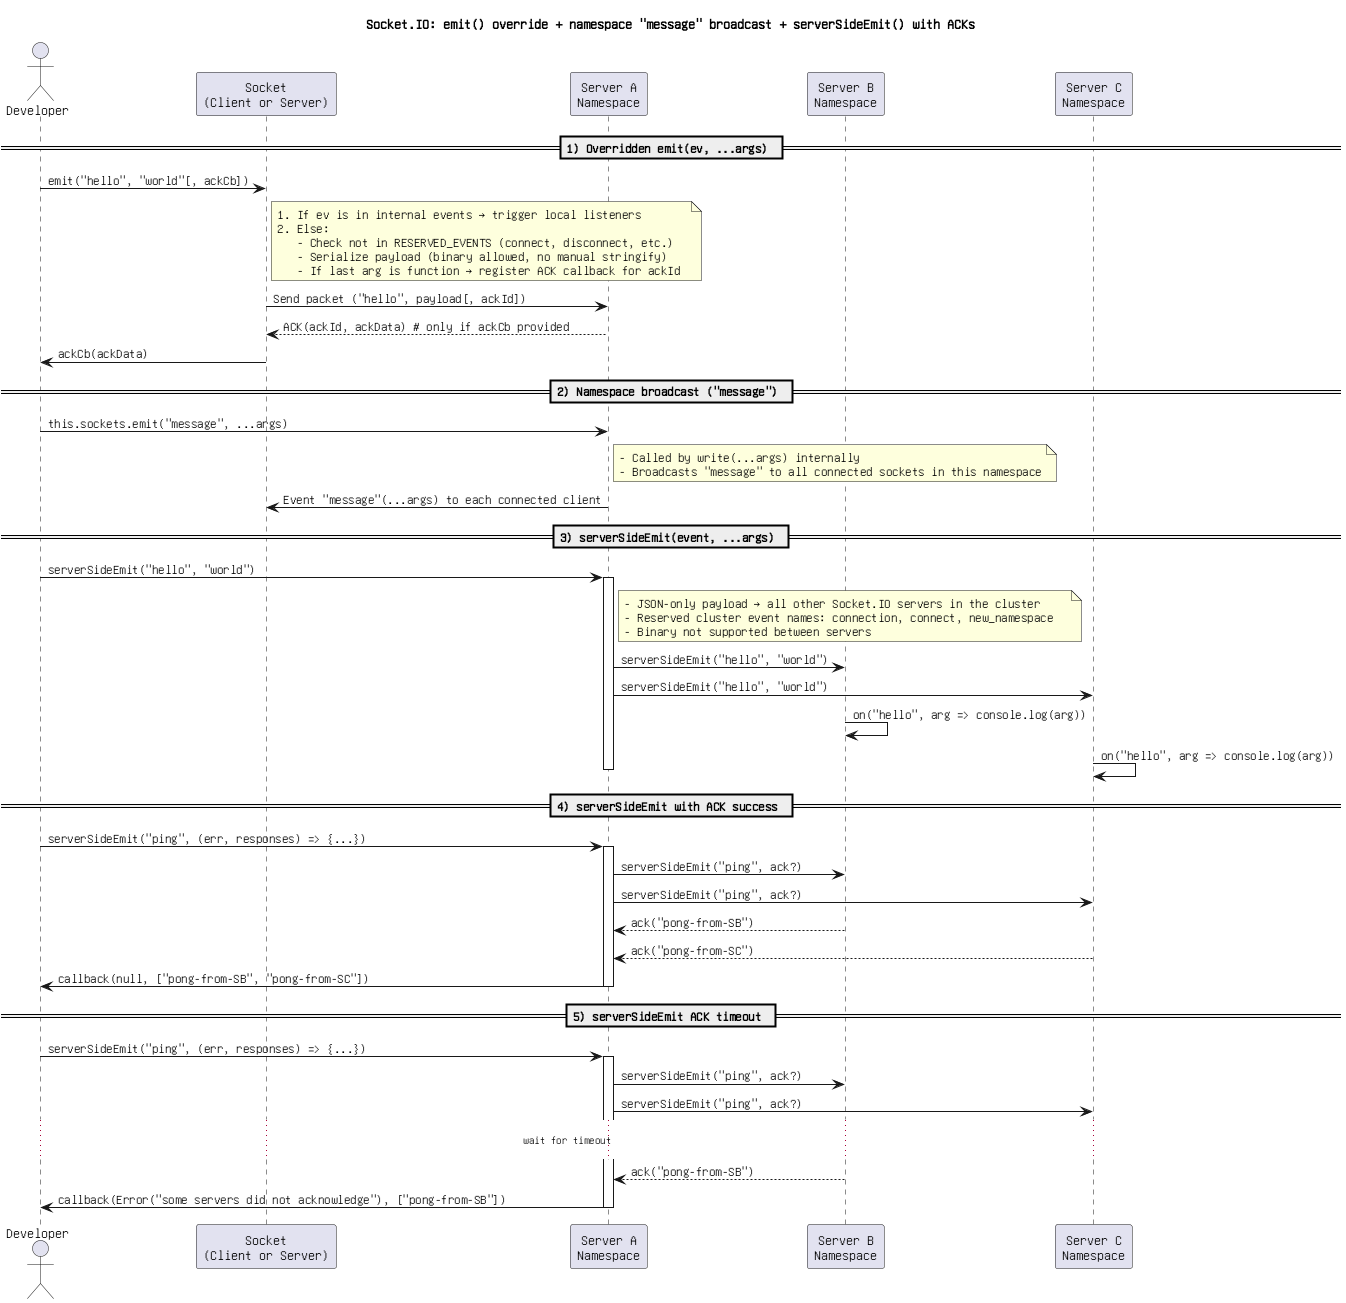 Socket.IO: emit() override + namespace "message" broadcast + serverSideEmit() with ACKs
Developer
Socket
(Client or Server)
Server A
Namespace
Server B
Namespace
Server C
Namespace
1) Overridden emit(ev, ...args)
emit("hello", "world"[, ackCb])
1. If ev is in internal events → trigger local listeners
2. Else:
- Check not in RESERVED_EVENTS (connect, disconnect, etc.)
- Serialize payload (binary allowed, no manual stringify)
- If last arg is function → register ACK callback for ackId
Send packet ("hello", payload[, ackId])
ACK(ackId, ackData) # only if ackCb provided
ackCb(ackData)
2) Namespace broadcast ("message")
this.sockets.emit("message", ...args)
- Called by write(...args) internally
- Broadcasts "message" to all connected sockets in this namespace
Event "message"(...args) to each connected client
3) serverSideEmit(event, ...args)
serverSideEmit("hello", "world")
- JSON-only payload → all other Socket.IO servers in the cluster
- Reserved cluster event names: connection, connect, new_namespace
- Binary not supported between servers
serverSideEmit("hello", "world")
serverSideEmit("hello", "world")
on("hello", arg => console.log(arg))
on("hello", arg => console.log(arg))
4) serverSideEmit with ACK success
serverSideEmit("ping", (err, responses) => {...})
serverSideEmit("ping", ack?)
serverSideEmit("ping", ack?)
ack("pong-from-SB")
ack("pong-from-SC")
callback(null, ["pong-from-SB", "pong-from-SC"])
5) serverSideEmit ACK timeout
serverSideEmit("ping", (err, responses) => {...})
serverSideEmit("ping", ack?)
serverSideEmit("ping", ack?)
wait for timeout
ack("pong-from-SB")
callback(Error("some servers did not acknowledge"), ["pong-from-SB"])
Developer
Socket
(Client or Server)
Server A
Namespace
Server B
Namespace
Server C
Namespace